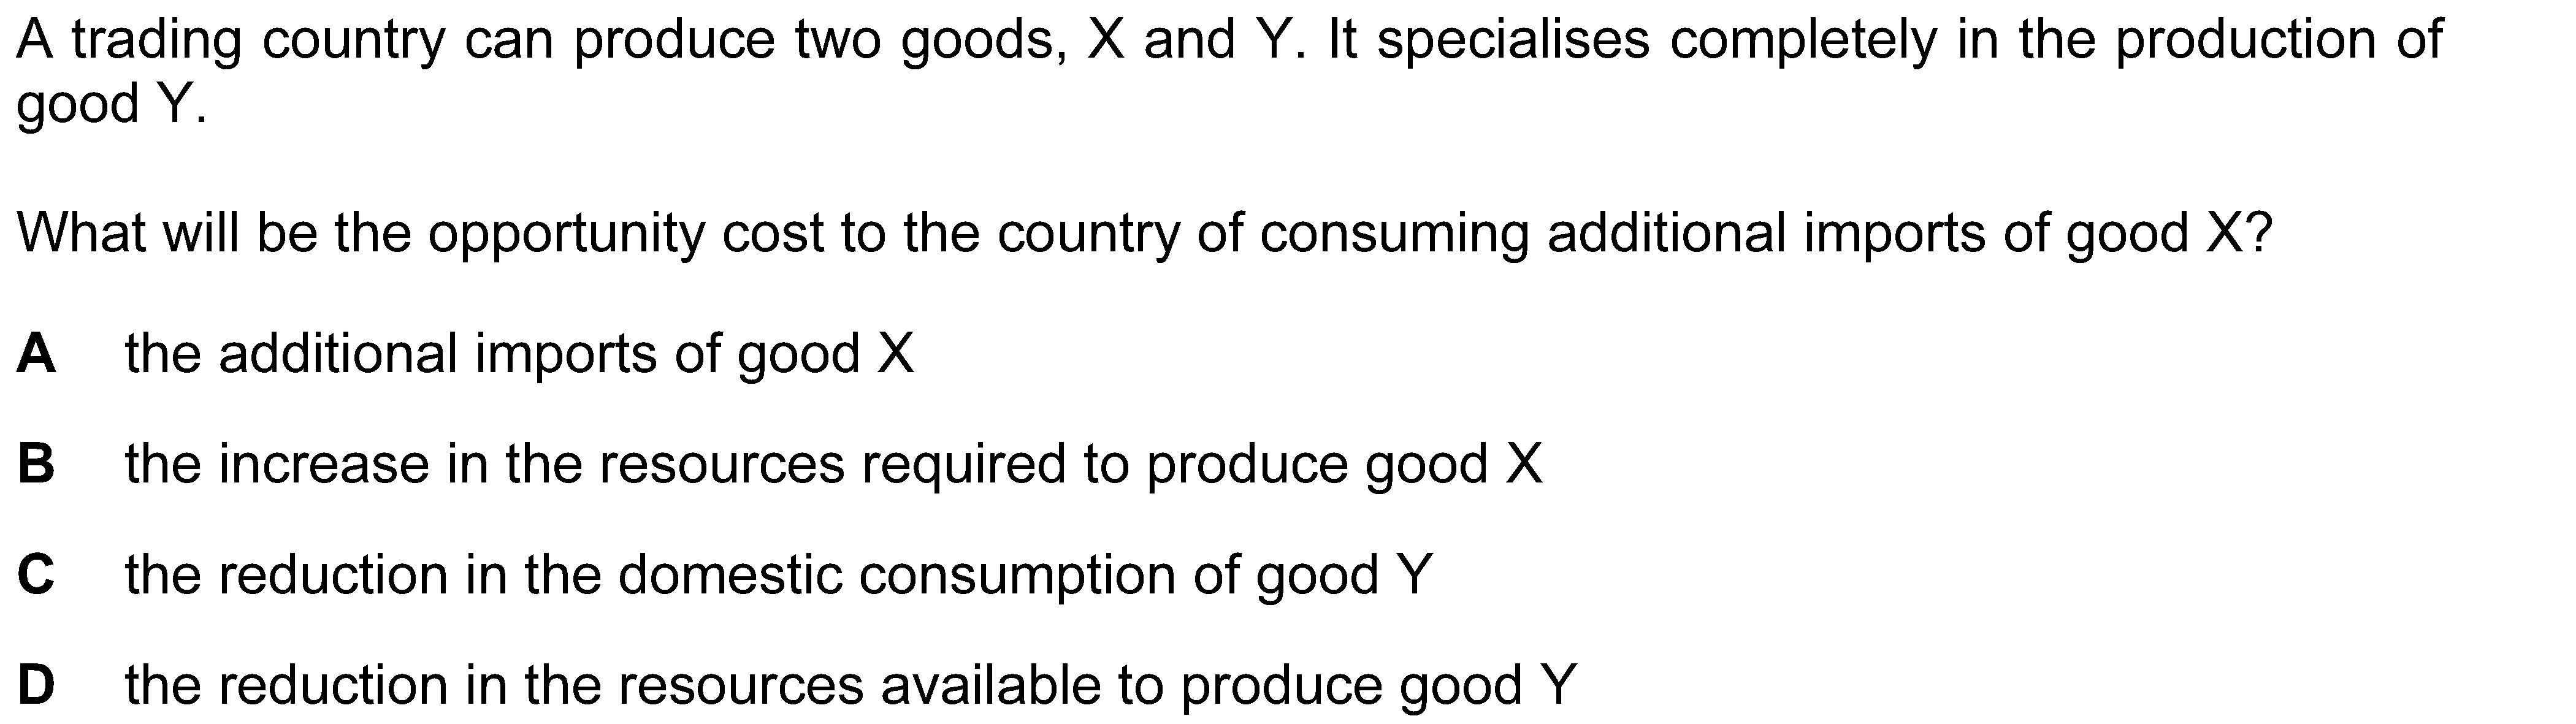 A trading country can produce two goods, X and Y. It specialises completely in the production of
good Y.
What will be the opportunity cost to the country of consuming additional imports of good X?
A the additional imports of good X
B the increase in the resources required to produce good X
C the reduction in the domestic consumption of good Y
D the reduction in the resources available to produce good Y